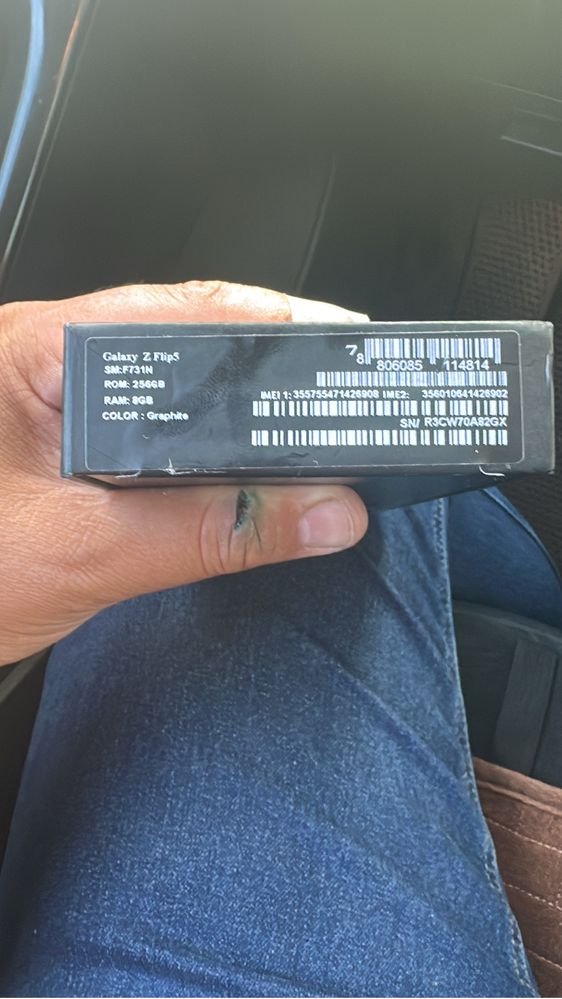 Galaxy Z Flip5
SM:F731N
ROM: 256GB
RAM: 8GB
COLOR : Graphite
78
806085 114814
IMEI 1: 355755471426908 IME2: 356010641426902
SN/ R3CW70A82GX